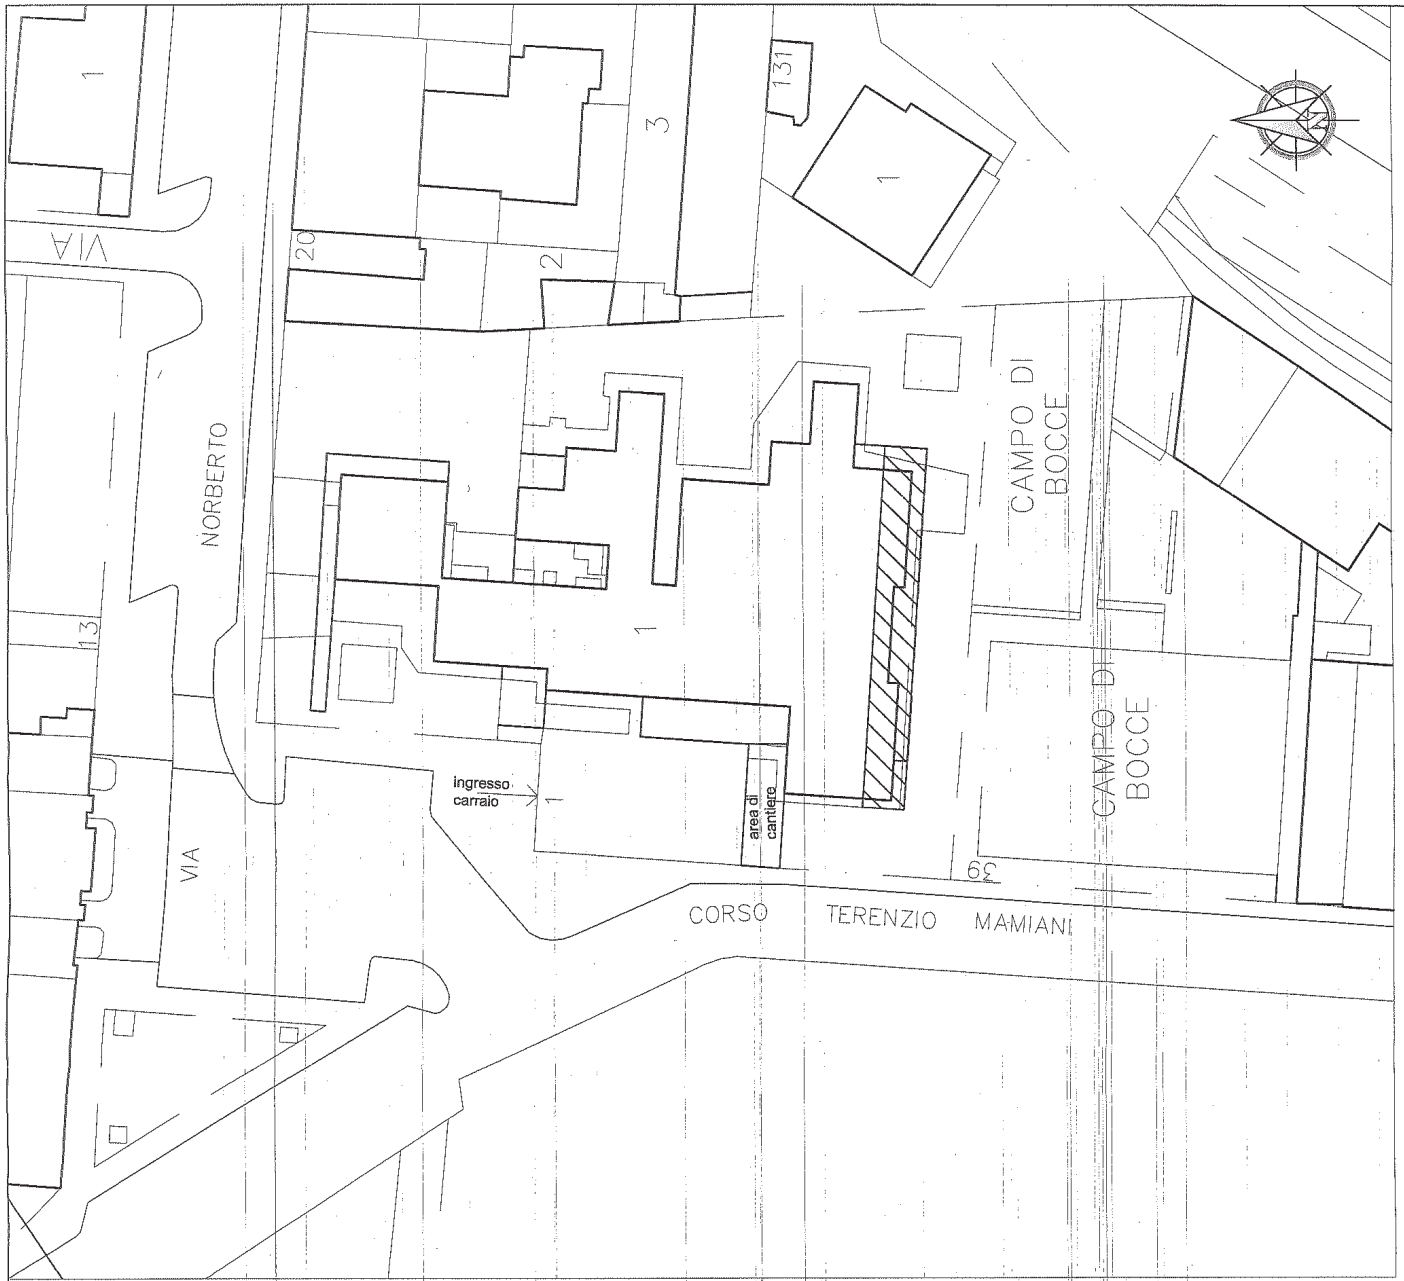 1
131
3
1
VIA
20
2
N
CAMPO DI
BOCCE
NORBERTO
13
1
CAMPO DI
BOCCE
ingresso
carraio
1
area di
cantiere
VIA
39
CORSO TERENZIO MAMIANI